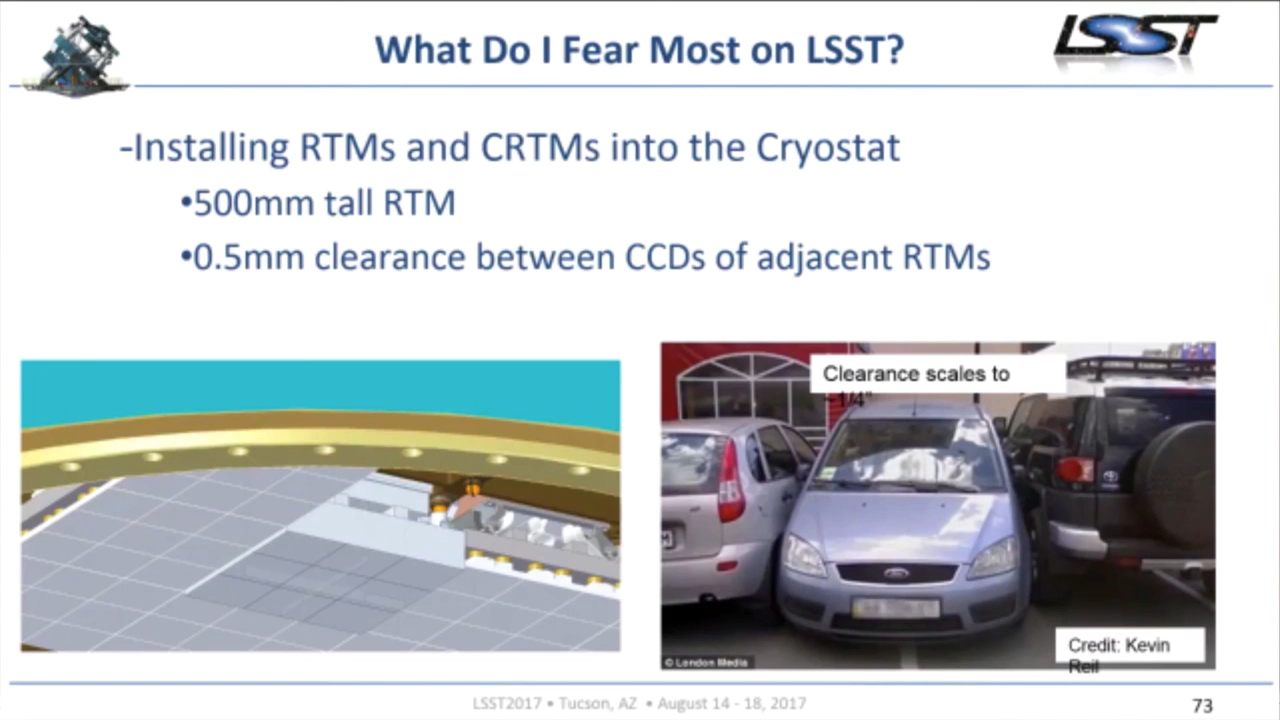 What Do I Fear Most on LSST?
LSST
-Installing RTMs and CRTMs into the Cryostat
•500mm tall RTM
•0.5mm clearance between CCDs of adjacent RTMs
Clearance scales to
~1/4"
Credit: Kevin
Reil
© London Media
LSST2017 • Tucson, AZ • August 14 - 18, 2017
73